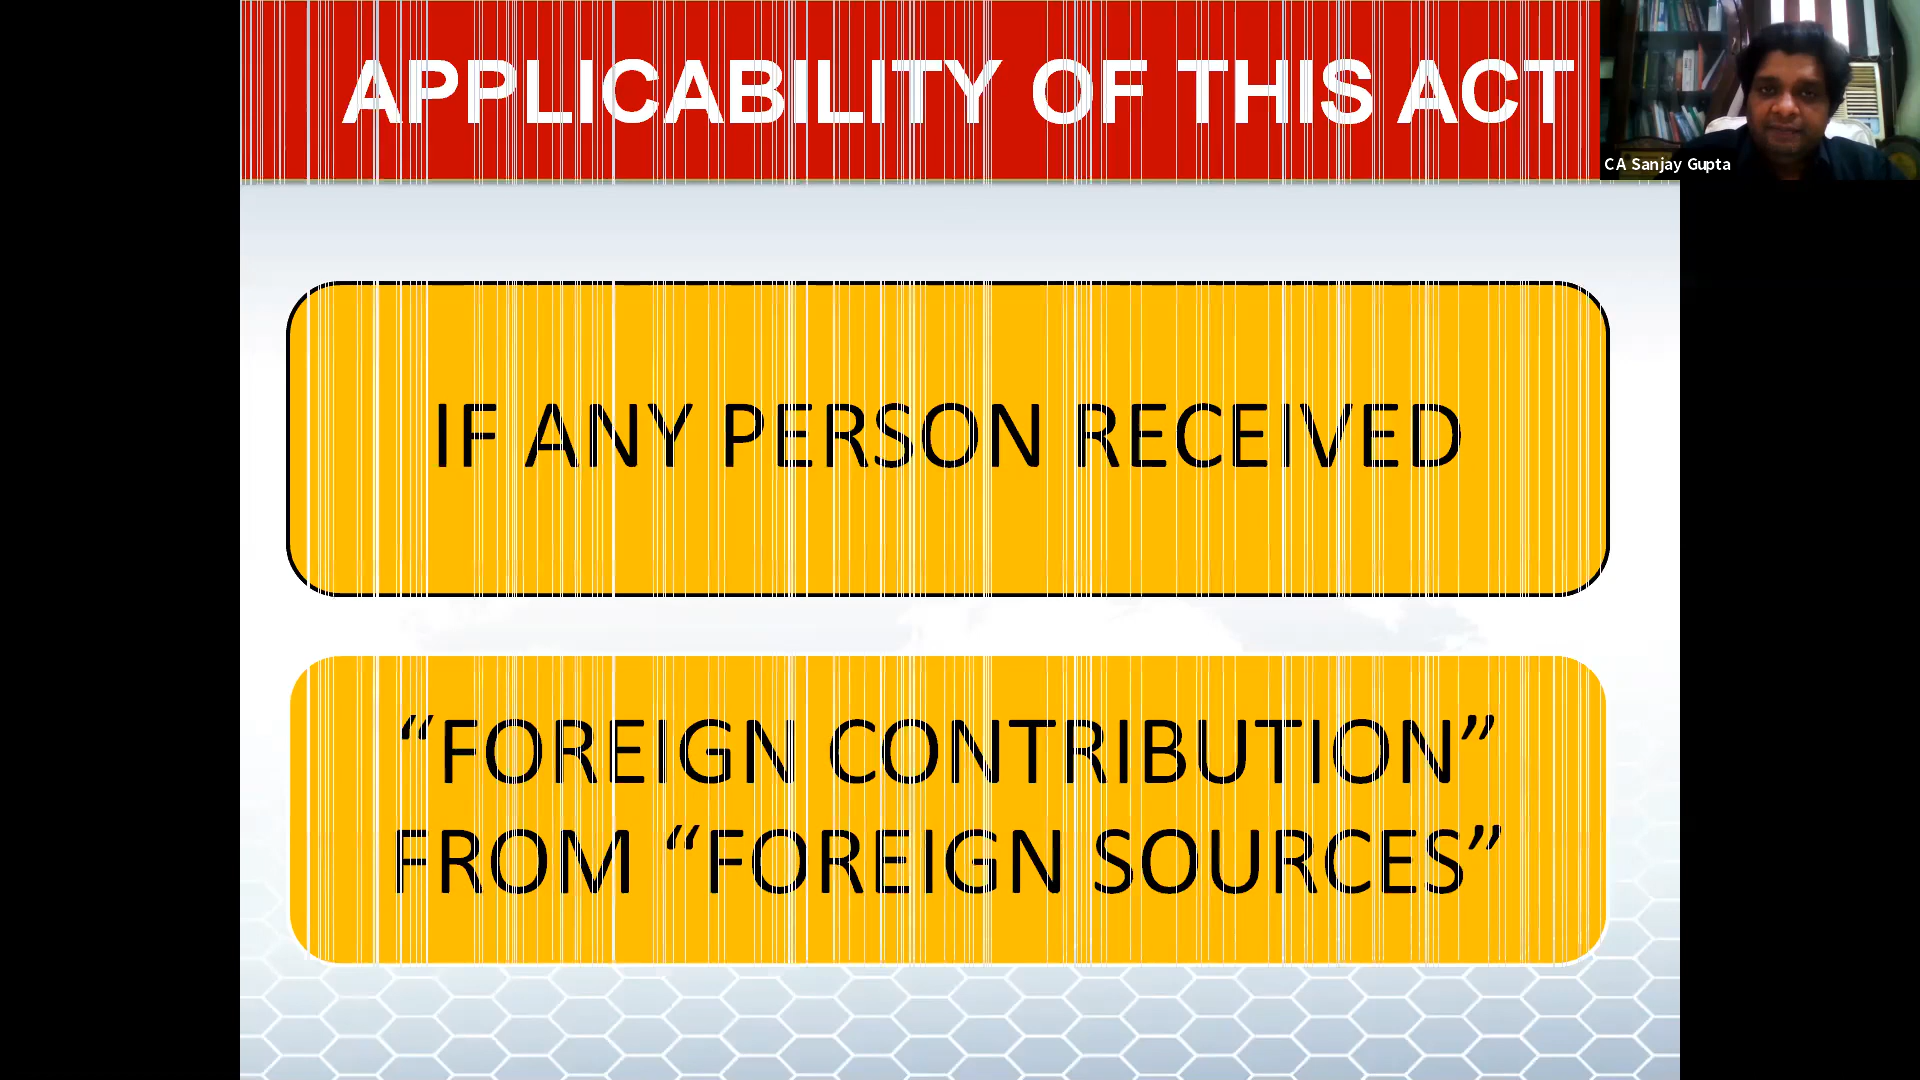 APPLICABILITY OF THIS ACT
CA Sanjay Gupta
IF ANY PERSON RECEIVED
“FOREIGN CONTRIBUTION”
FROM “FOREIGN SOURCES”